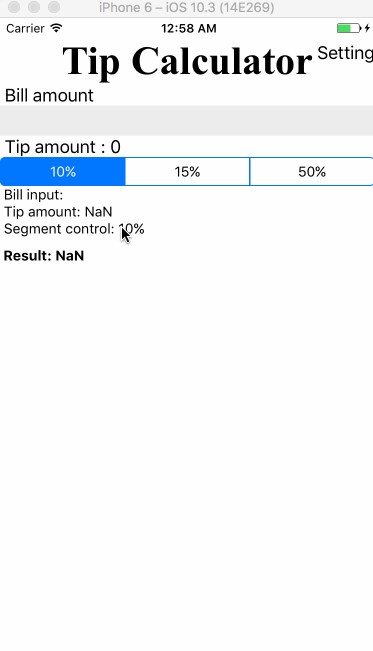 iPhone 6 – iOS 10.3 (14E269)
Carrier 12:58 AM
Tip Calculator Setting
Bill amount
Tip amount : 0
10% 15% 50%
Bill input:
Tip amount: NaN
Segment control: 10%
Result: NaN